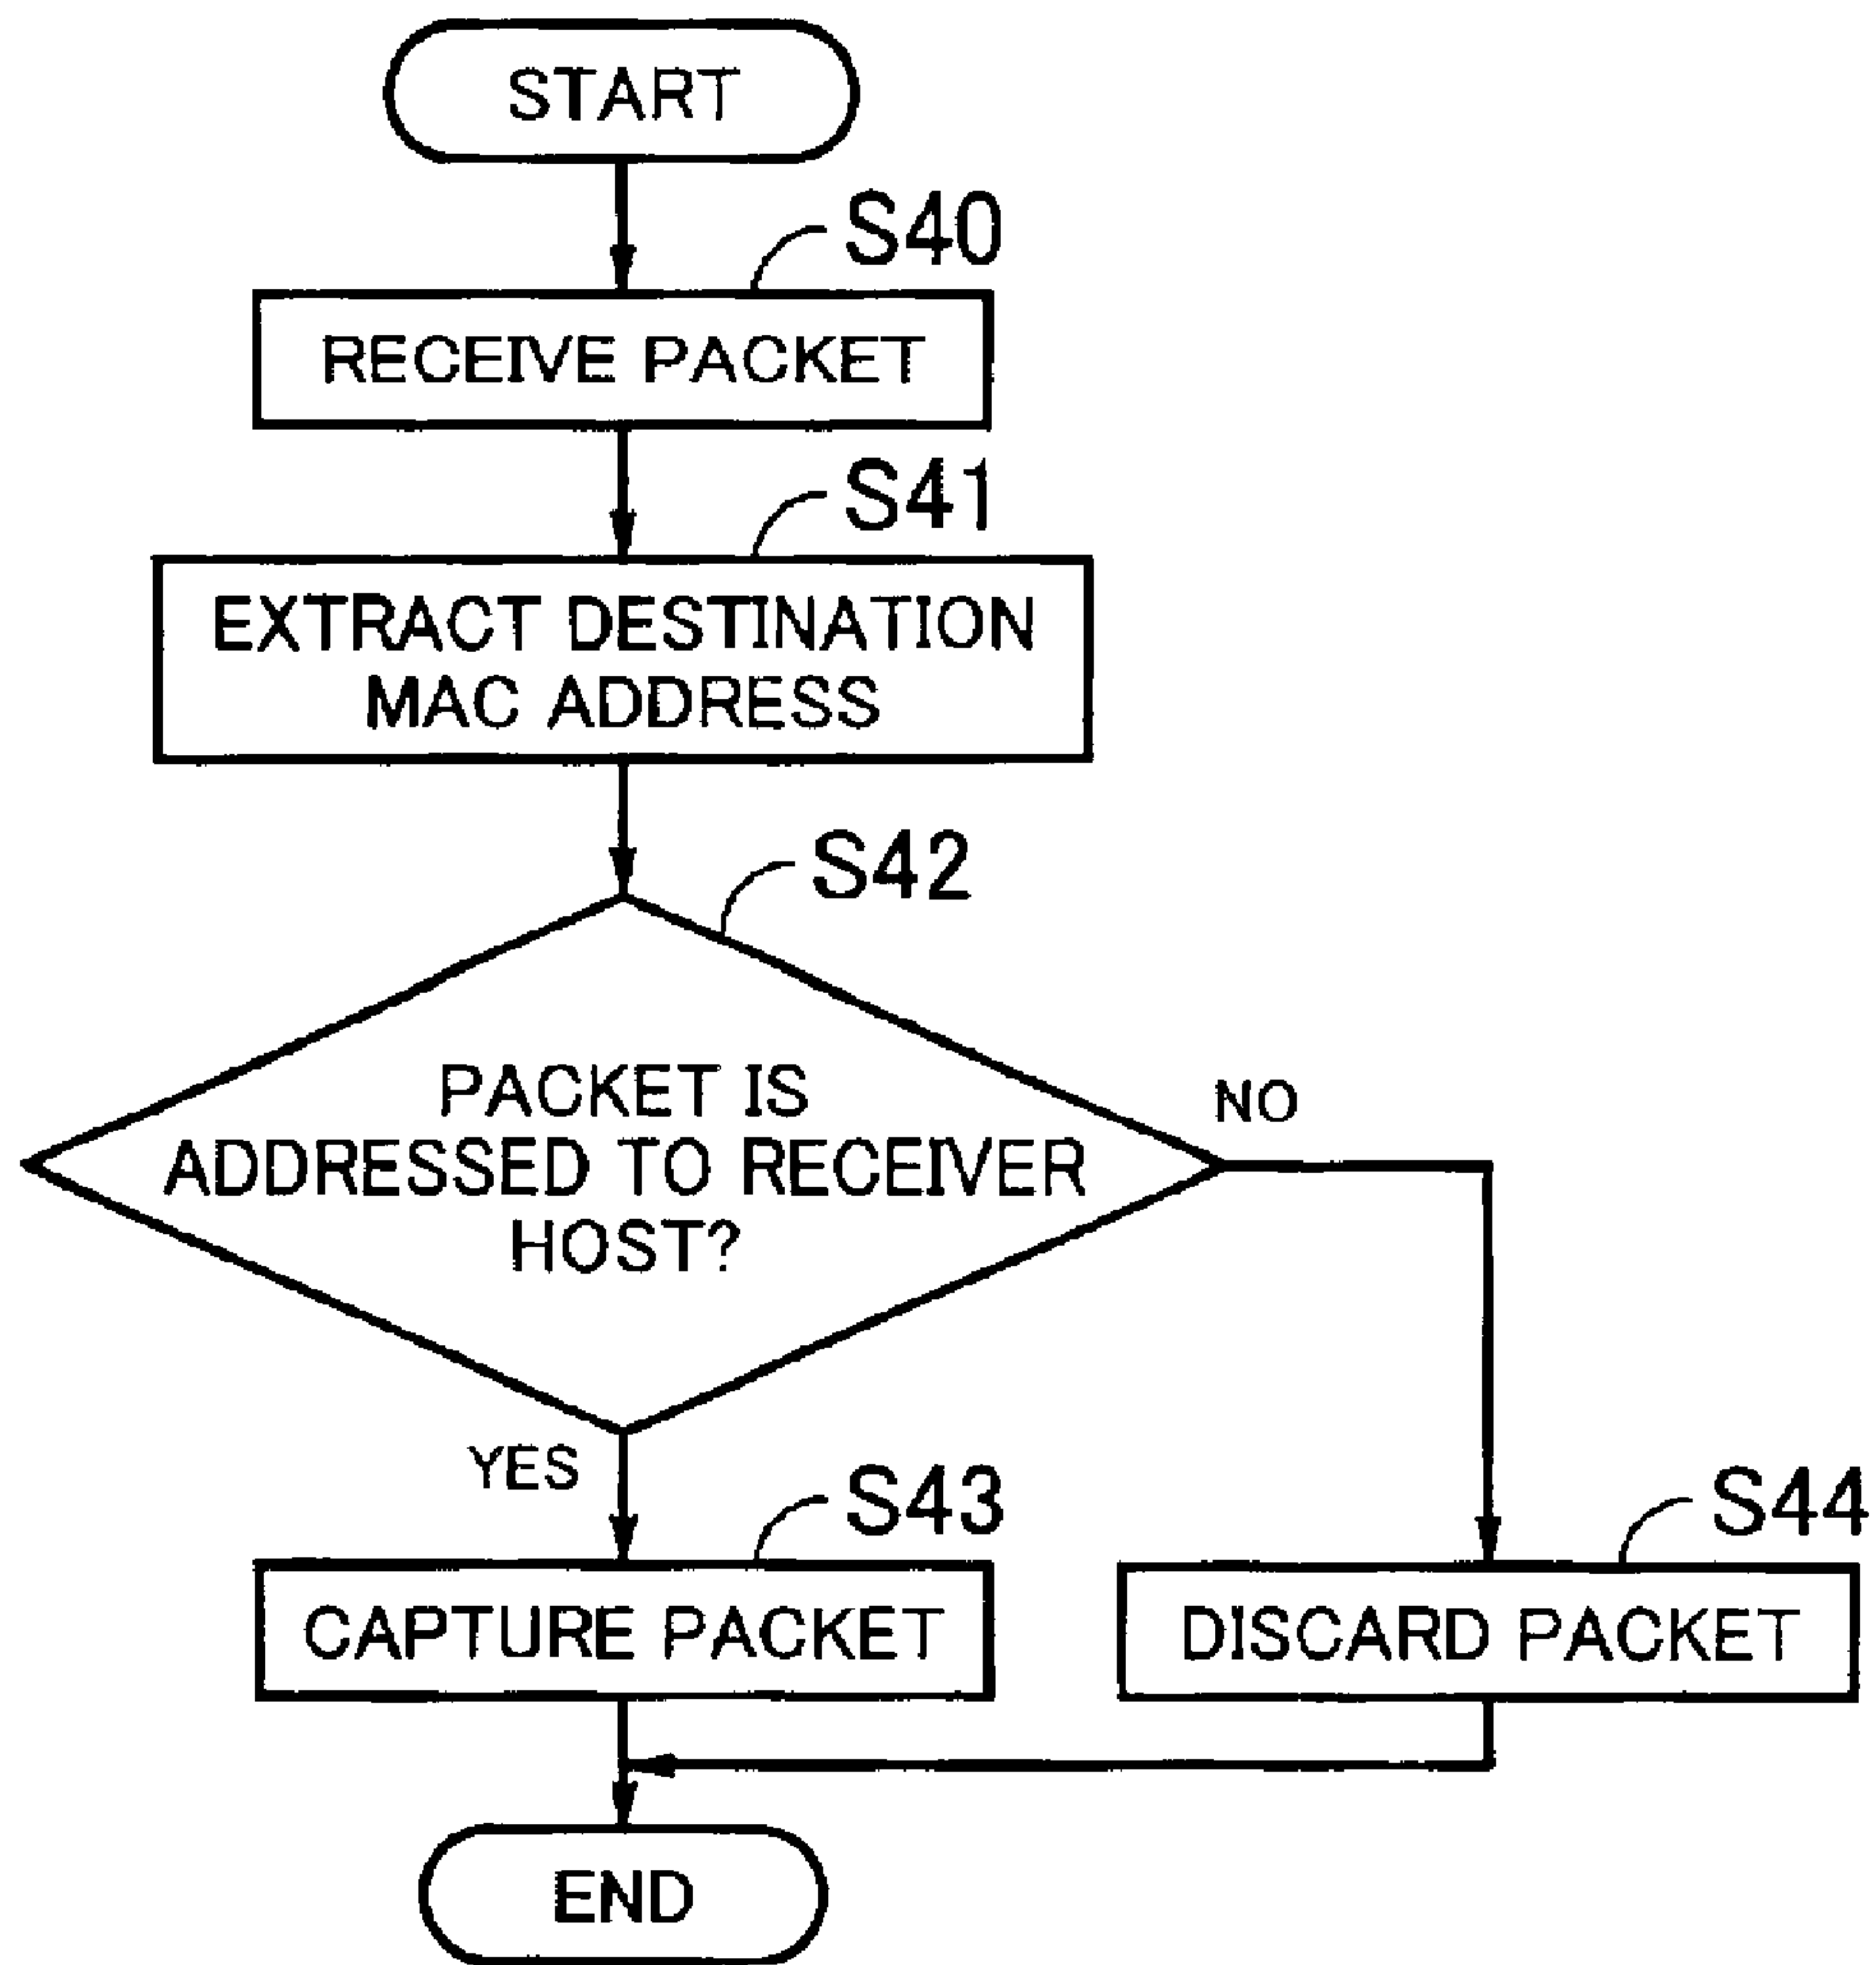 START
S40
RECEIVE PACKET
S41
EXTRACT DESTINATION
MAC ADDRESS
S42
PACKET IS
ADDRESSED TO RECEIVER
HOST?
NO
YES
S43
CAPTURE PACKET
S44
DISCARD PACKET
END